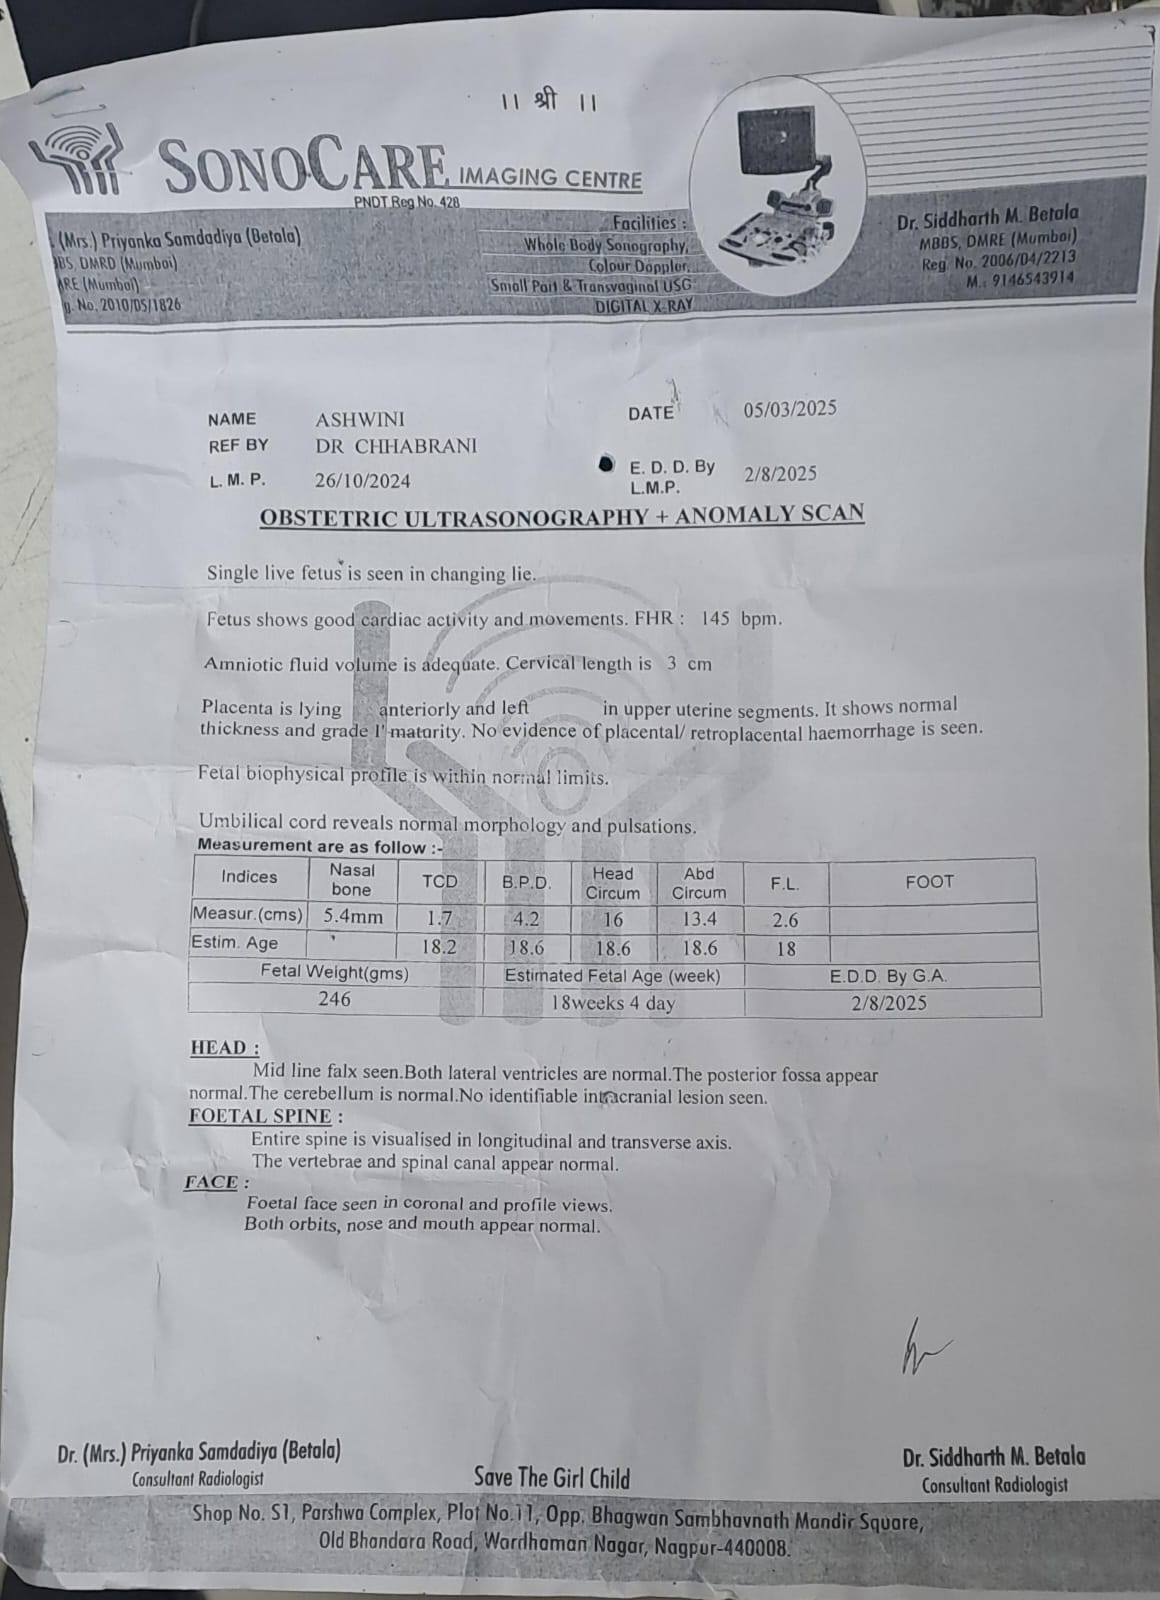 ।। श्री ।।
SONOCARE IMAGING CENTRE
PNDT Reg No. 428
(Mrs.) Priyanka Samdadiya (Betala)
BS, DMRD (Mumbai)
RE (Mumbai)
g. No. 2010/05/1826
Facilities :
Whole Body Sonography,
Colour Doppler,
Small Part & Transvaginal USG
DIGITAL X-RAY
Dr. Siddharth M. Betala
MBBS, DMRE (Mumbai)
Reg. No. 2006/04/2213
M.: 9146543914
NAME ASHWINI DATE 05/03/2025
REF BY DR CHHABRANI
L. M. P. 26/10/2024 E. D. D. By L.M.P. 2/8/2025
OBSTETRIC ULTRASONOGRAPHY + ANOMALY SCAN
Single live fetus is seen in changing lie.
Fetus shows good cardiac activity and movements. FHR : 145 bpm.
Amniotic fluid volume is adequate. Cervical length is 3 cm
Placenta is lying anteriorly and left in upper uterine segments. It shows normal
thickness and grade I' matarity. No evidence of placental/ retroplacental haemorrhage is seen.
Fetal biophysical profile is within normal limits.
Umbilical cord reveals normal morphology and pulsations.
Measurement are as follow :-
Indices Nasal bone TCD B.P.D. Head Circum Abd Circum F.L. FOOT
Measur.(cms) 5.4mm 1.7 4.2 16 13.4 2.6
Estim. Age 18.2 18.6 18.6 18.6 18
Fetal Weight(gms) Estimated Fetal Age (week) E.D.D. By G.A.
246 18weeks 4 day 2/8/2025
HEAD :
Mid line falx seen.Both lateral ventricles are normal.The posterior fossa appear
normal.The cerebellum is normal.No identifiable intracranial lesion seen.
FOETAL SPINE :
Entire spine is visualised in longitudinal and transverse axis.
The vertebrae and spinal canal appear normal.
FACE :
Foetal face seen in coronal and profile views.
Both orbits, nose and mouth appear normal.
Dr. (Mrs.) Priyanka Samdadiya (Betala)
Consultant Radiologist
Save The Girl Child
Dr. Siddharth M. Betala
Consultant Radiologist
Shop No. S1, Parshwa Complex, Plot No.11, Opp. Bhagwan Sambhavnath Mandir Square,
Old Bhandara Road, Wardhaman Nagar, Nagpur-440008.